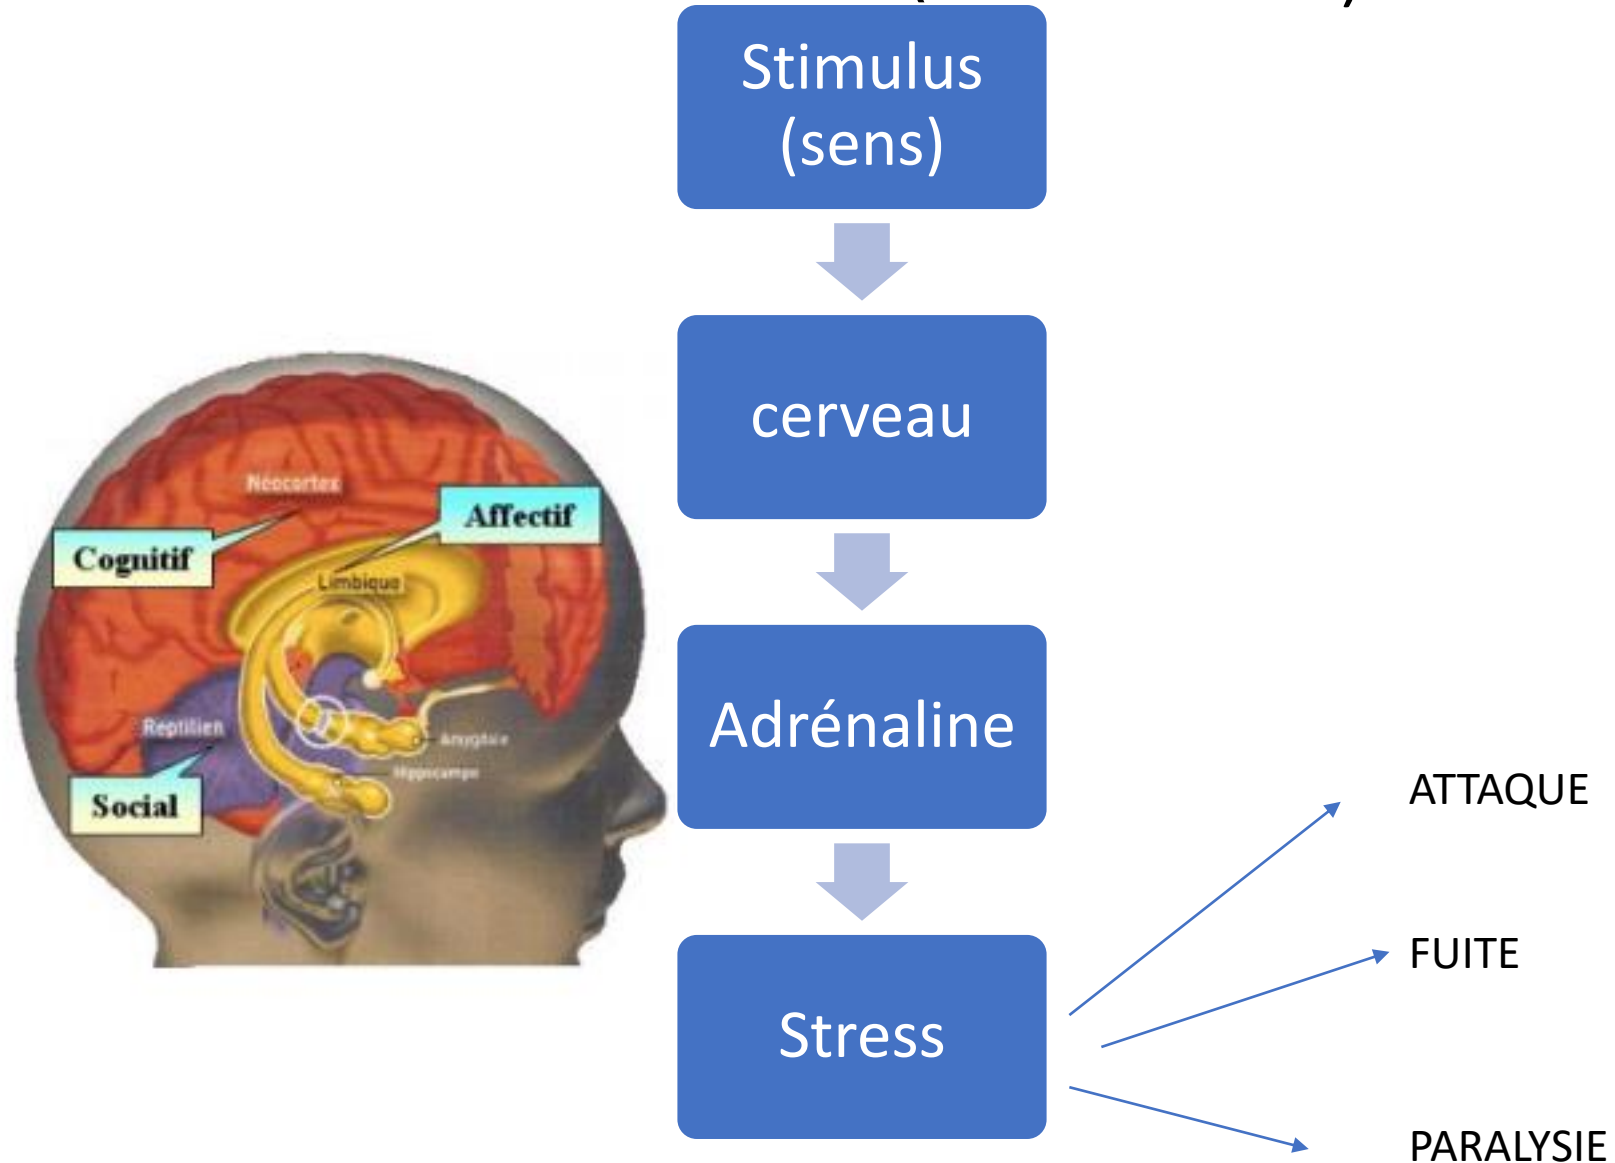 Stimulus
(sens)
cerveau
Adrénaline
Stress
ATTAQUE
FUITE
PARALYSIE
Néocortex
Affectif
Cognitif
Limbique
Reptilien
Amygdale
Hippocampe
Social